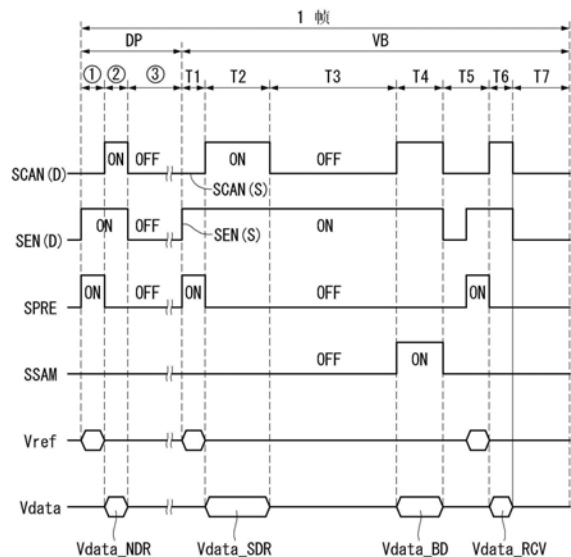 1 帧
DP VB
① ② ③ T1 T2 T3 T4 T5 T6 T7
SCAN(D) ON OFF ON OFF
SCAN(S)
SEN(D) ON OFF ON
SEN(S)
SPRE ON OFF ON OFF ON
SSAM OFF ON
Vref
Vdata
Vdata_NDR Vdata_SDR Vdata_BD Vdata_RCV